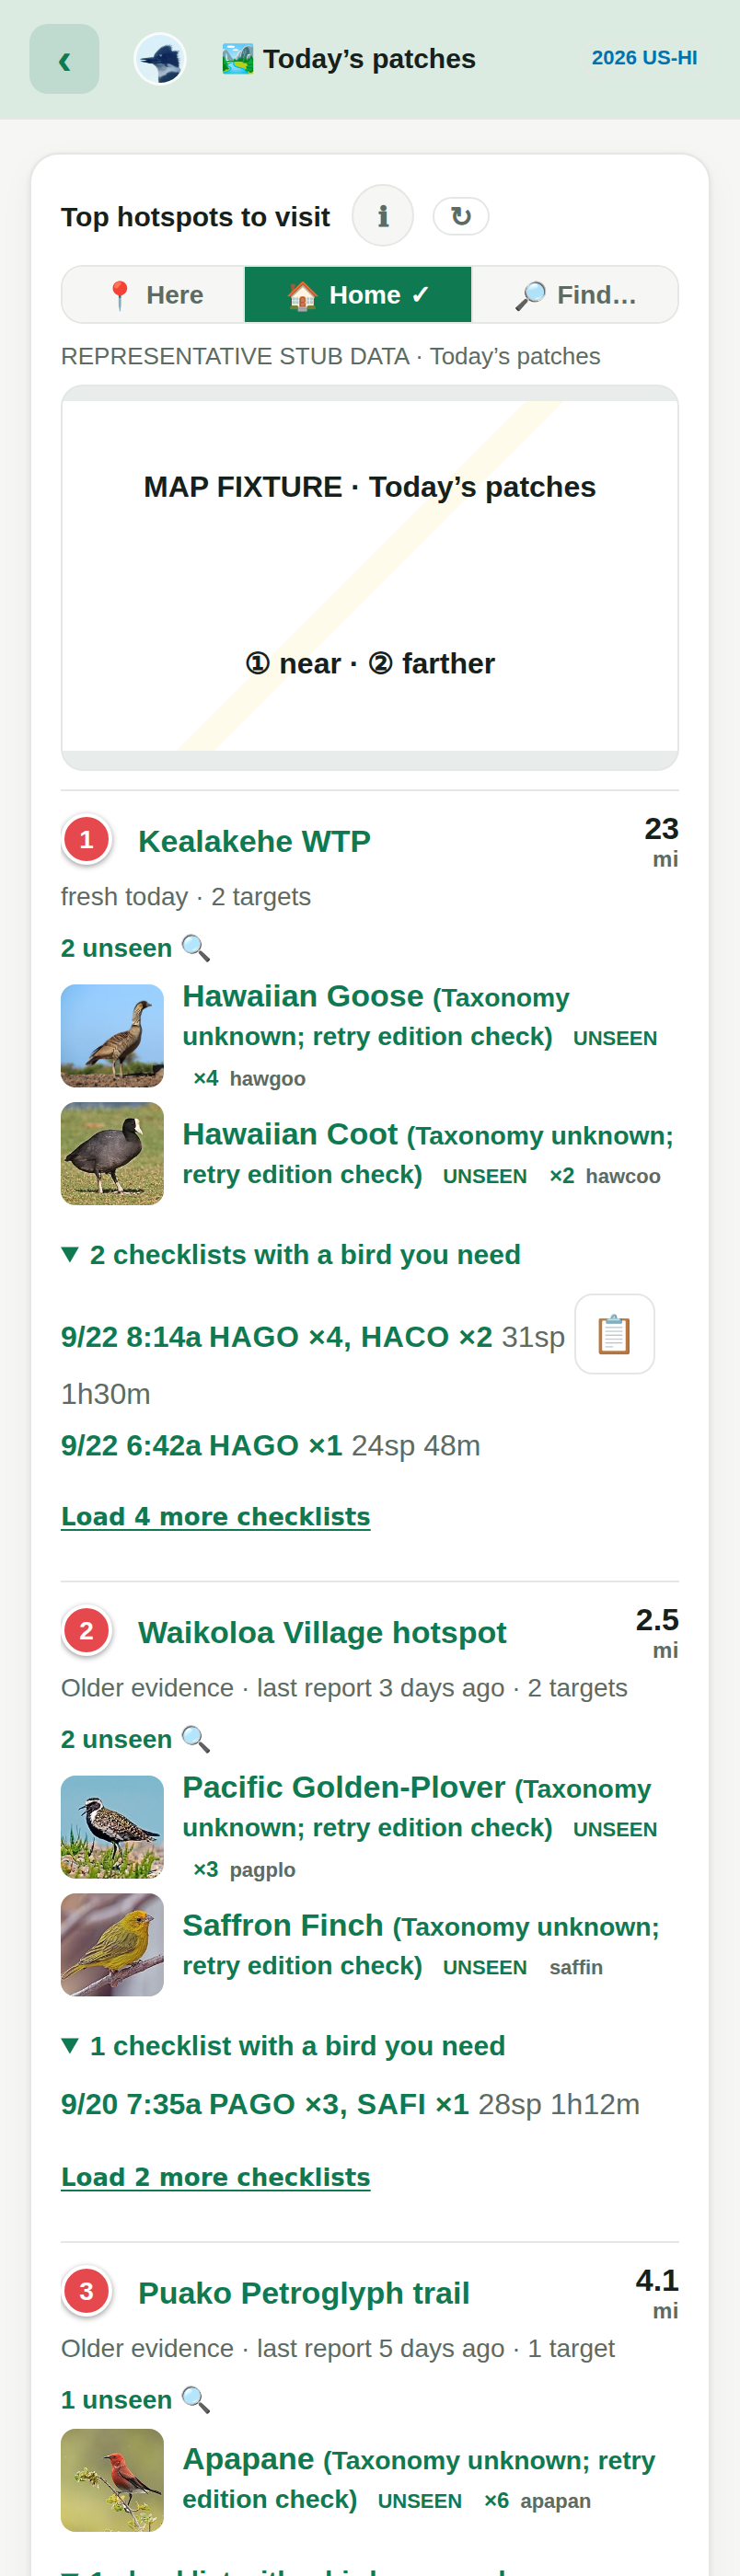 ‹ 🏞️ Today’s patches 2026 US-HI
Top hotspots to visit ℹ ↻
📍 Here 🏠 Home ✓ 🔎 Find…
REPRESENTATIVE STUB DATA · Today’s patches
MAP FIXTURE · Today’s patches
① near · ② farther
1 Kealakehe WTP 23
mi
fresh today · 2 targets
2 unseen 🔍
Hawaiian Goose (Taxonomy
unknown; retry edition check) UNSEEN
×4 hawgoo
Hawaiian Coot (Taxonomy unknown;
retry edition check) UNSEEN ×2 hawcoo
▼ 2 checklists with a bird you need
9/22 8:14a HAGO ×4, HACO ×2 31sp 📋
1h30m
9/22 6:42a HAGO ×1 24sp 48m
Load 4 more checklists
2 Waikoloa Village hotspot 2.5
mi
Older evidence · last report 3 days ago · 2 targets
2 unseen 🔍
Pacific Golden-Plover (Taxonomy
unknown; retry edition check) UNSEEN
×3 pagplo
Saffron Finch (Taxonomy unknown;
retry edition check) UNSEEN saffin
▼ 1 checklist with a bird you need
9/20 7:35a PAGO ×3, SAFI ×1 28sp 1h12m
Load 2 more checklists
3 Puako Petroglyph trail 4.1
mi
Older evidence · last report 5 days ago · 1 target
1 unseen 🔍
Apapane (Taxonomy unknown; retry
edition check) UNSEEN ×6 apapan